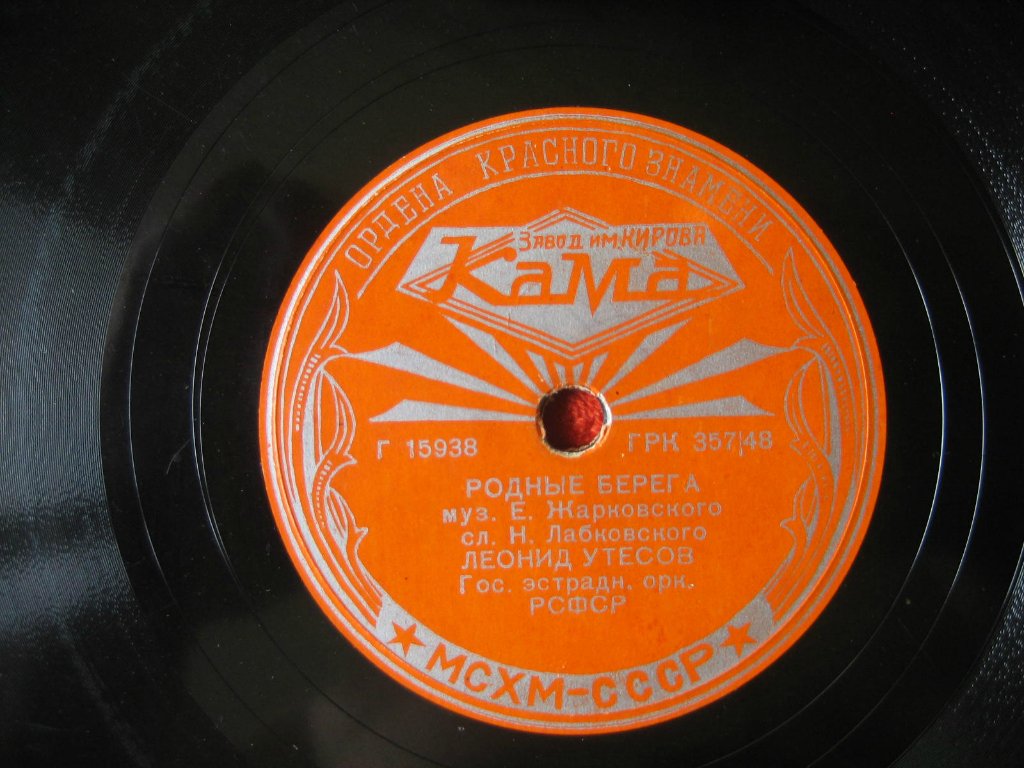 ОРДЕНА КРАСНОГО ЗНАМЕНИ
ЗАВОД ИМ.КИРОВА
КаМа
Г 15938 ГРК 357/48
РОДНЫЕ БЕРЕГА
муз. Е. Жарковского
сл. Н. Лабковского
ЛЕОНИД УТЕСОВ
Гос. эстрадн. орк.
РСФСР
МСХМ-СССР